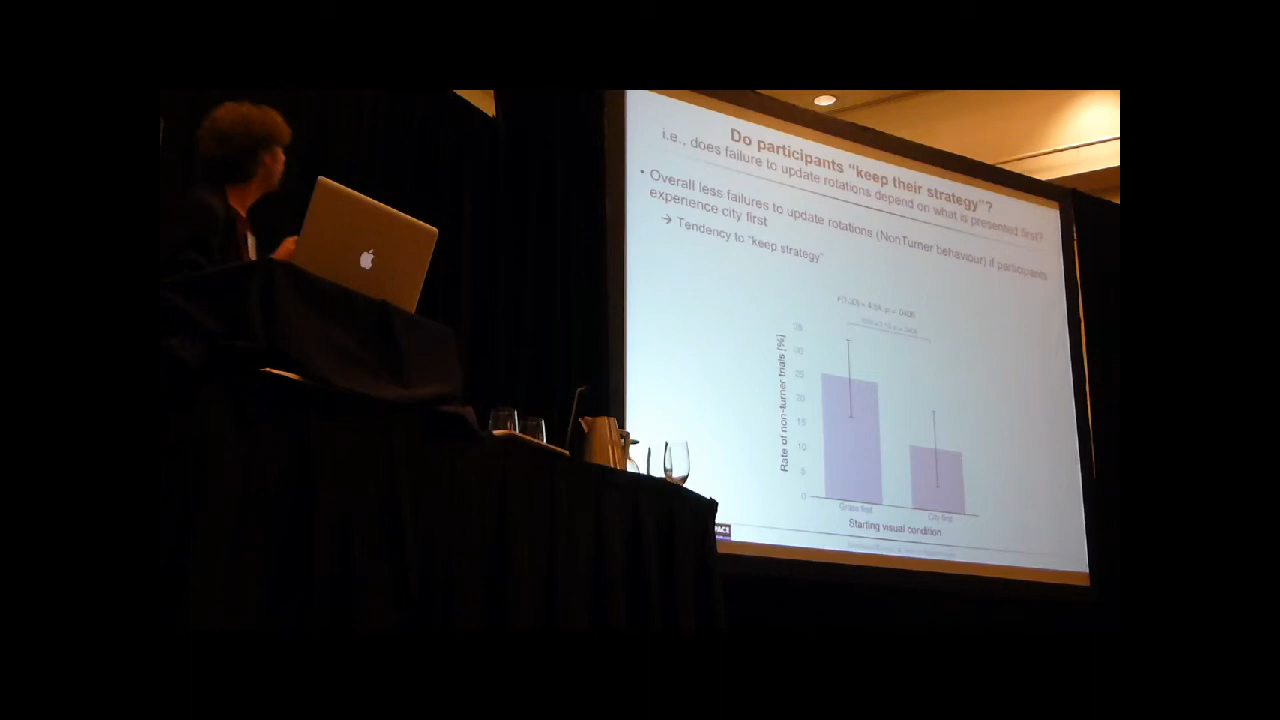 Do participants “keep their strategy”?
i.e., does failure to update rotations depend on what is presented first?
• Overall less failures to update rotations (NonTurner behaviour) if participants
experience city first
→ Tendency to “keep strategy”
35
30
25
20
15
10
5
0
Rate of non-turner trials [%]
Grass first
City first
Starting visual condition